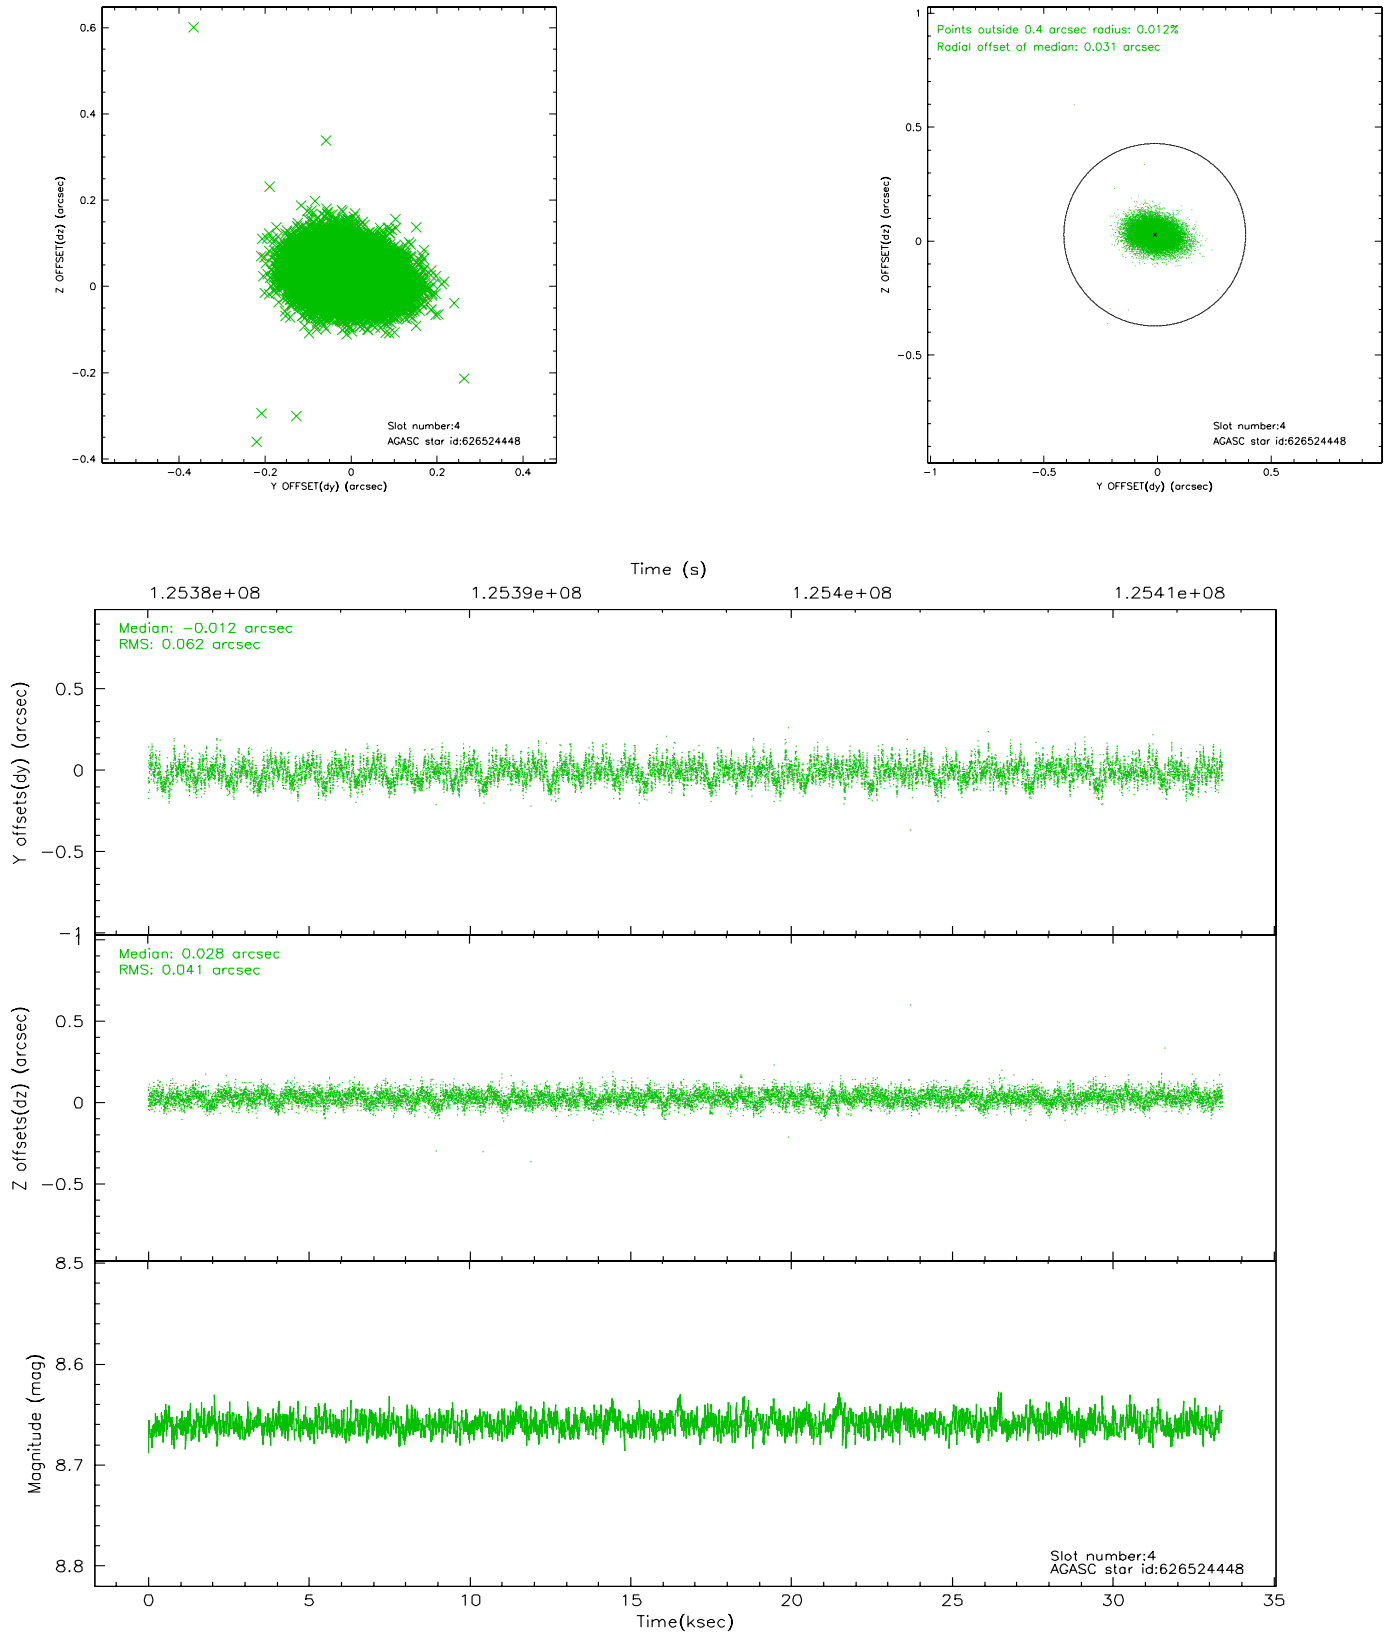 0.6
0.4
0.2
0
−0.2
−0.4
Z OFFSET(dz) (arcsec)
Slot number:4
AGASC star id:626524448
−0.4 −0.2 0 0.2 0.4
Y OFFSET(dy) (arcsec)
Points outside 0.4 arcsec radius: 0.012%
Radial offset of median: 0.031 arcsec
1
0.5
0
−0.5
Z OFFSET(dz) (arcsec)
Slot number:4
AGASC star id:626524448
−1 −0.5 0 0.5
Y OFFSET(dy) (arcsec)
Time (s)
1.2538e+08 1.2539e+08 1.254e+08 1.2541e+08
Median: −0.012 arcsec
RMS: 0.062 arcsec
0.5
0
−0.5
−1
Y offsets(dy) (arcsec)
Median: 0.028 arcsec
RMS: 0.041 arcsec
1
0.5
0
−0.5
Z offsets(dz) (arcsec)
8.5
8.6
8.7
8.8
Magnitude (mag)
Slot number:4
AGASC star id:626524448
0 5 10 15 20 25 30 35
Time(ksec)